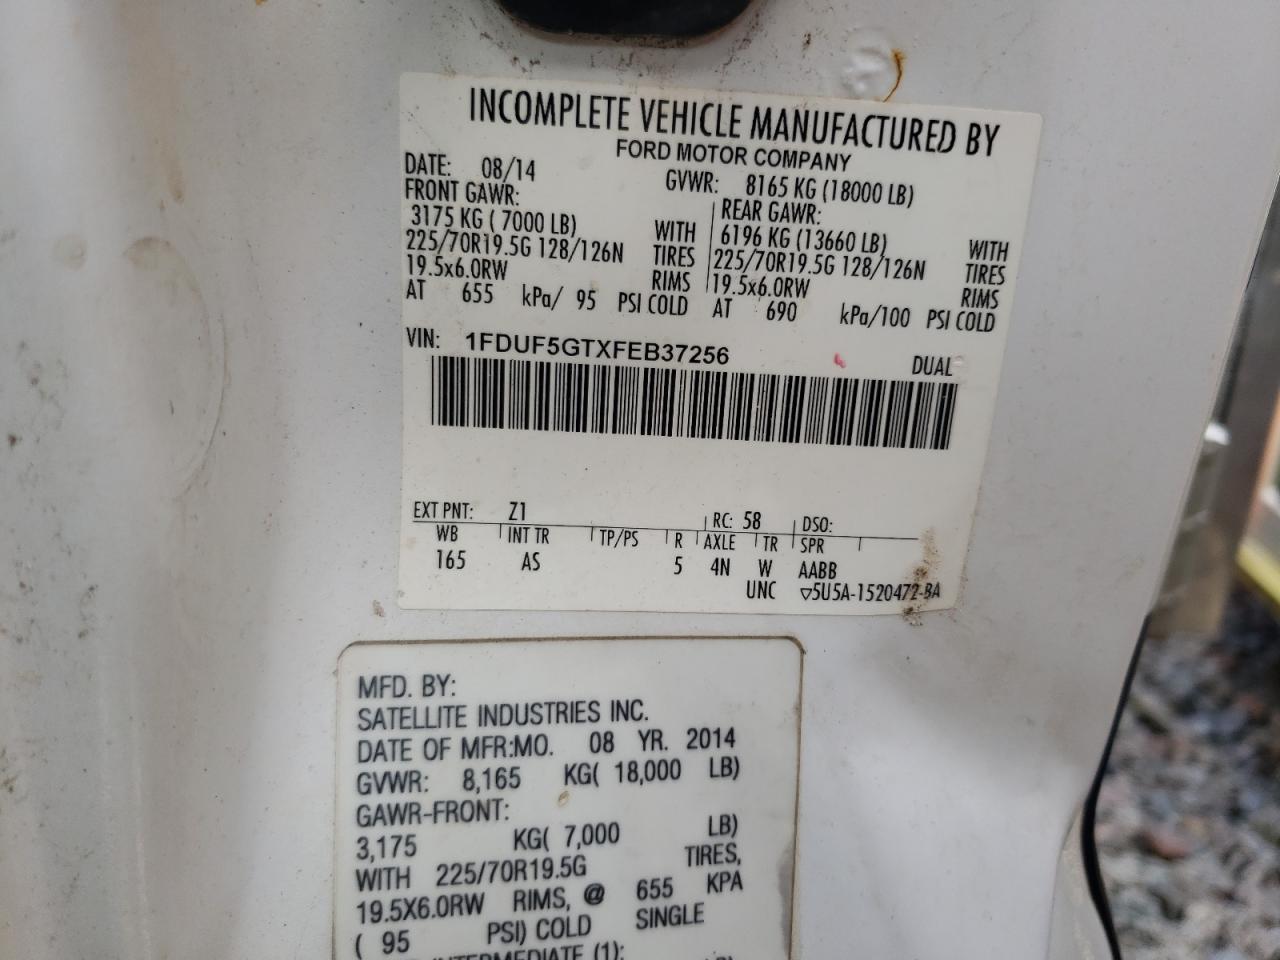 INCOMPLETE VEHICLE MANUFACTURED BY
FORD MOTOR COMPANY
DATE: 08/14 GVWR: 8165 KG (18000 LB)
FRONT GAWR: REAR GAWR:
3175 KG ( 7000 LB) WITH 6196 KG (13660 LB) WITH
225/70R19.5G 128/126N TIRES 225/70R19.5G 128/126N TIRES
19.5x6.0RW RIMS 19.5x6.0RW RIMS
AT 655 kPa/ 95 PSI COLD AT 690 kPa/100 PSI COLD
VIN: 1FDUF5GTXFEB37256 DUAL
EXT PNT: Z1 RC: 58 DSO:
WB INT TR TP/PS R AXLE TR SPR
165 AS 5 4N W AABB
UNC ▽5U5A-1520472-BA
MFD. BY:
SATELLITE INDUSTRIES INC.
DATE OF MFR:MO. 08 YR. 2014
GVWR: 8,165 KG( 18,000 LB)
GAWR-FRONT:
3,175 KG( 7,000 LB)
WITH 225/70R19.5G TIRES,
19.5X6.0RW RIMS, @ 655 KPA
( 95 PSI) COLD SINGLE
INTERMEDIATE (1):